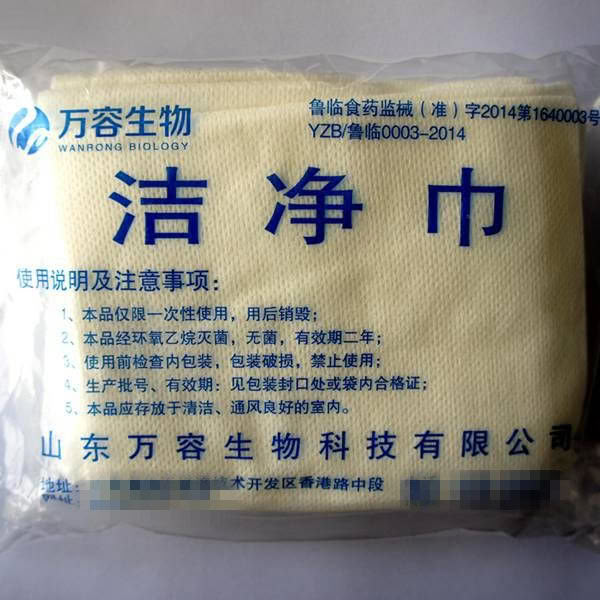 万容生物
WANRONG BIOLOGY
鲁临食药监械（准）字2014第1640003号
YZB/鲁临0003-2014
洁净巾
使用说明及注意事项：
1、本品仅限一次性使用，用后销毁；
2、本品经环氧乙烷灭菌，无菌，有效期二年；
3、使用前检查内包装，包装破损，禁止使用；
4、生产批号、有效期：见包装封口处或袋内合格证；
5、本品应存放于清洁、通风良好的室内。
山东万容生物科技有限公司
地址：技术开发区香港路中段